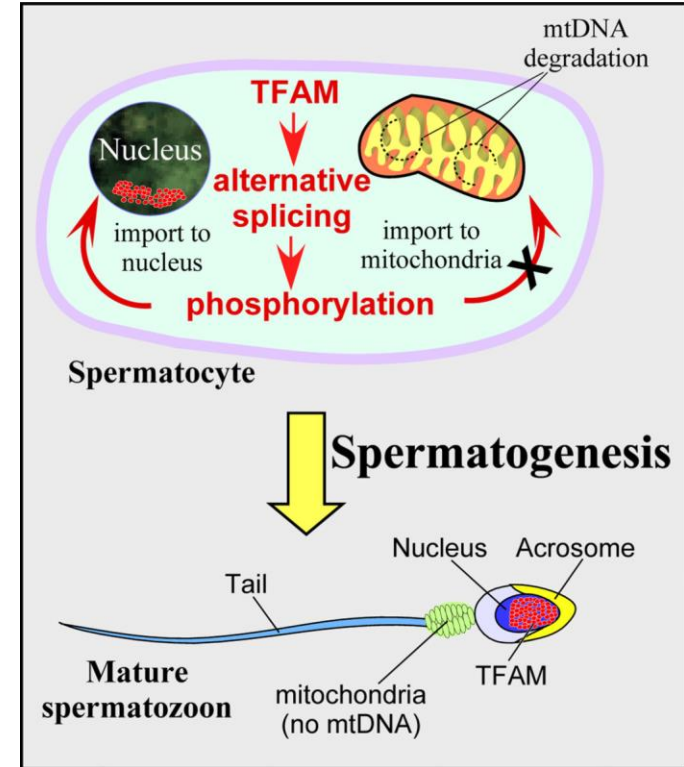 mtDNA
degradation
TFAM
Nucleus
alternative
splicing
import to
nucleus
import to
mitochondria
phosphorylation
Spermatocyte
Spermatogenesis
Nucleus
Acrosome
Tail
TFAM
Mature
spermatozoon
mitochondria
(no mtDNA)